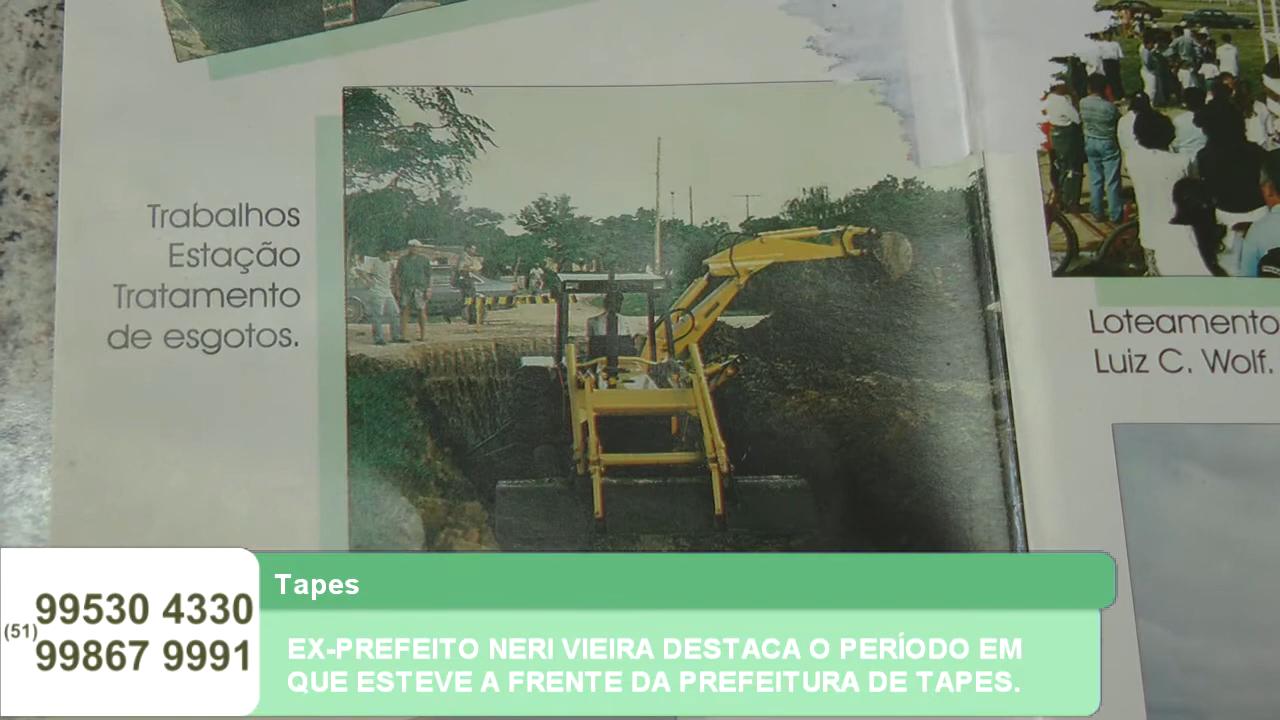 Trabalhos
Estação
Tratamento
de esgotos.
Loteamento
Luiz C. Wolf.
(51)
99530 4330
99867 9991
Tapes
EX-PREFEITO NERI VIEIRA DESTACA O PERÍODO EM
QUE ESTEVE A FRENTE DA PREFEITURA DE TAPES.